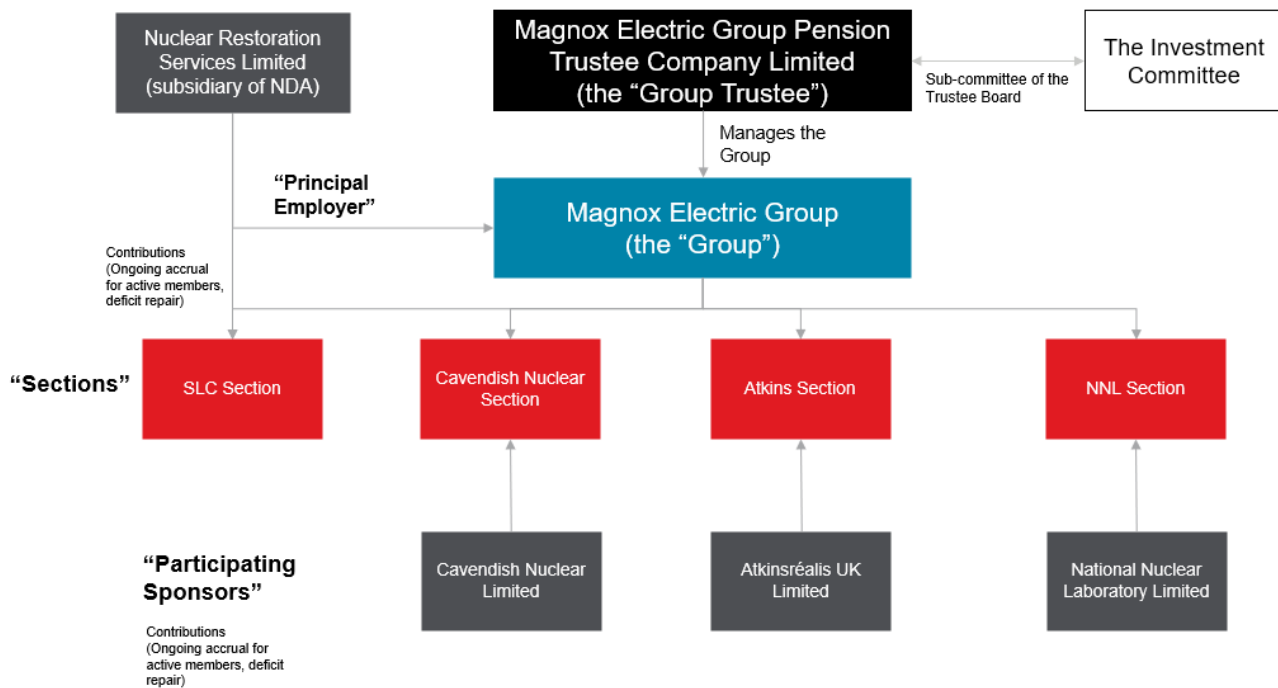 Nuclear Restoration
Services Limited
(subsidiary of NDA)
Magnox Electric Group Pension
Trustee Company Limited
(the “Group Trustee”)
Sub-committee of the
Trustee Board
The Investment
Committee
Manages the
Group
“Principal
Employer”
Magnox Electric Group
(the “Group”)
Contributions
(Ongoing accrual
for active members,
deficit repair)
“Sections”
SLC Section
Cavendish Nuclear
Section
Atkins Section
NNL Section
“Participating
Sponsors”
Contributions
(Ongoing accrual for
active members, deficit
repair)
Cavendish Nuclear
Limited
Atkinsréalis UK
Limited
National Nuclear
Laboratory Limited